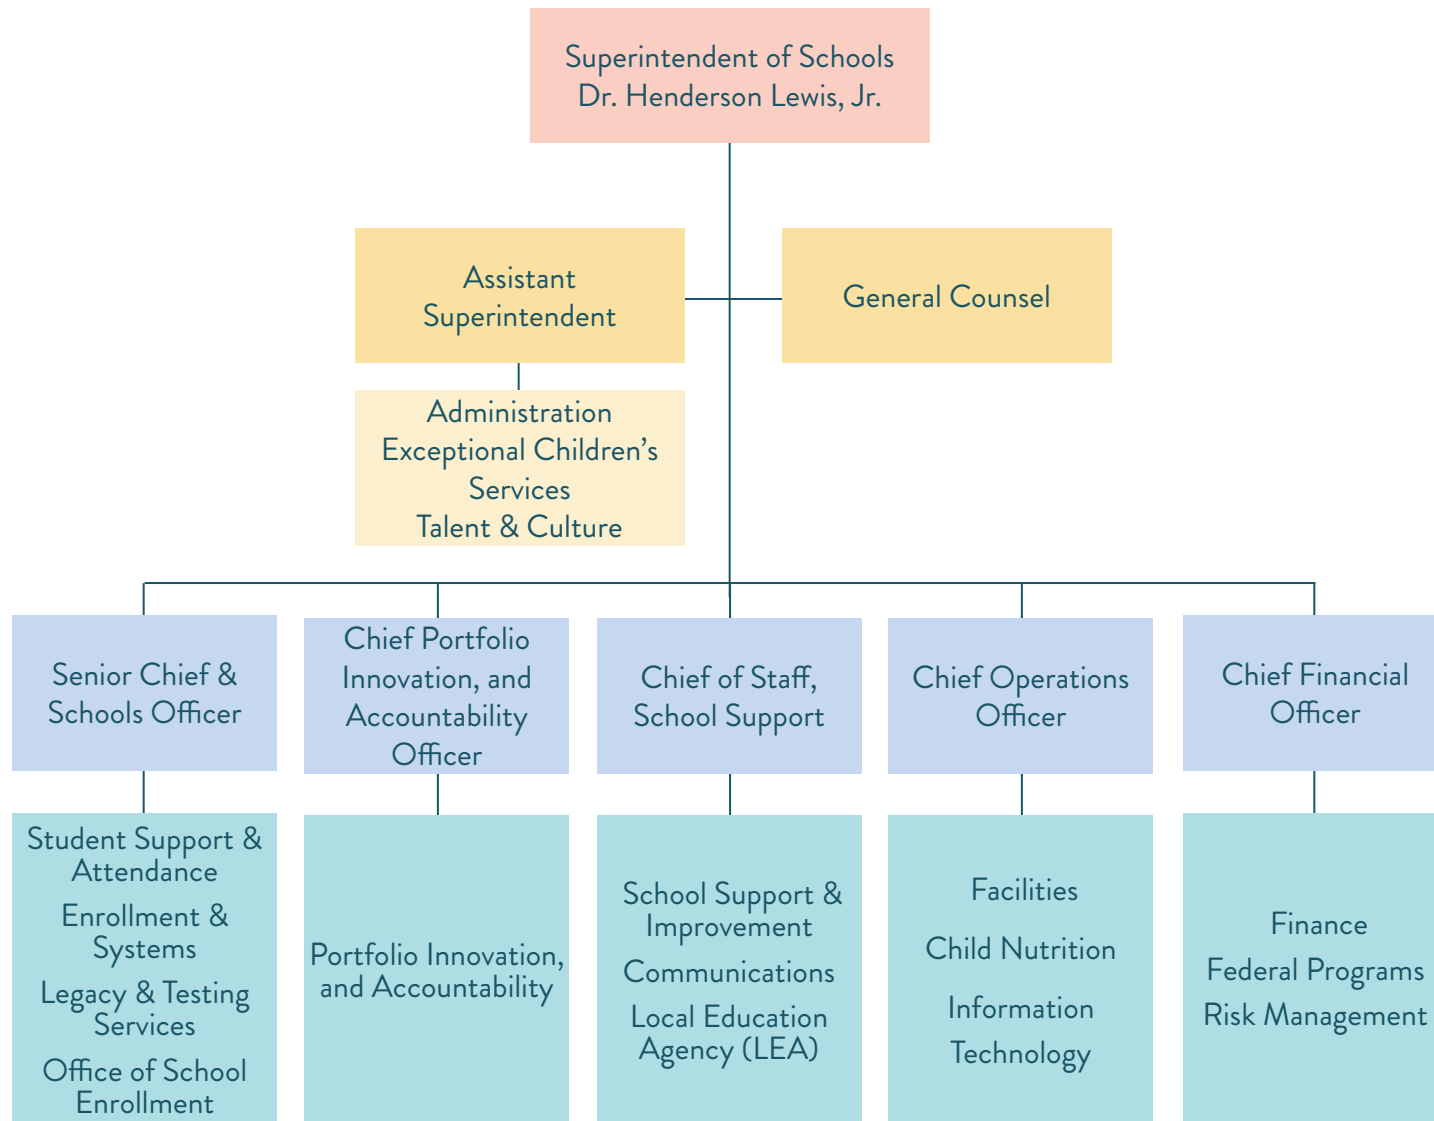 Superintendent of Schools
Dr. Henderson Lewis, Jr.
Assistant
Superintendent
General Counsel
Administration
Exceptional Children’s
Services
Talent & Culture
Senior Chief &
Schools Officer
Chief Portfolio
Innovation, and
Accountability
Officer
Chief of Staff,
School Support
Chief Operations
Officer
Chief Financial
Officer
Student Support &
Attendance
Enrollment &
Systems
Legacy & Testing
Services
Office of School
Enrollment
Portfolio Innovation,
and Accountability
School Support &
Improvement
Communications
Local Education
Agency (LEA)
Facilities
Child Nutrition
Information
Technology
Finance
Federal Programs
Risk Management